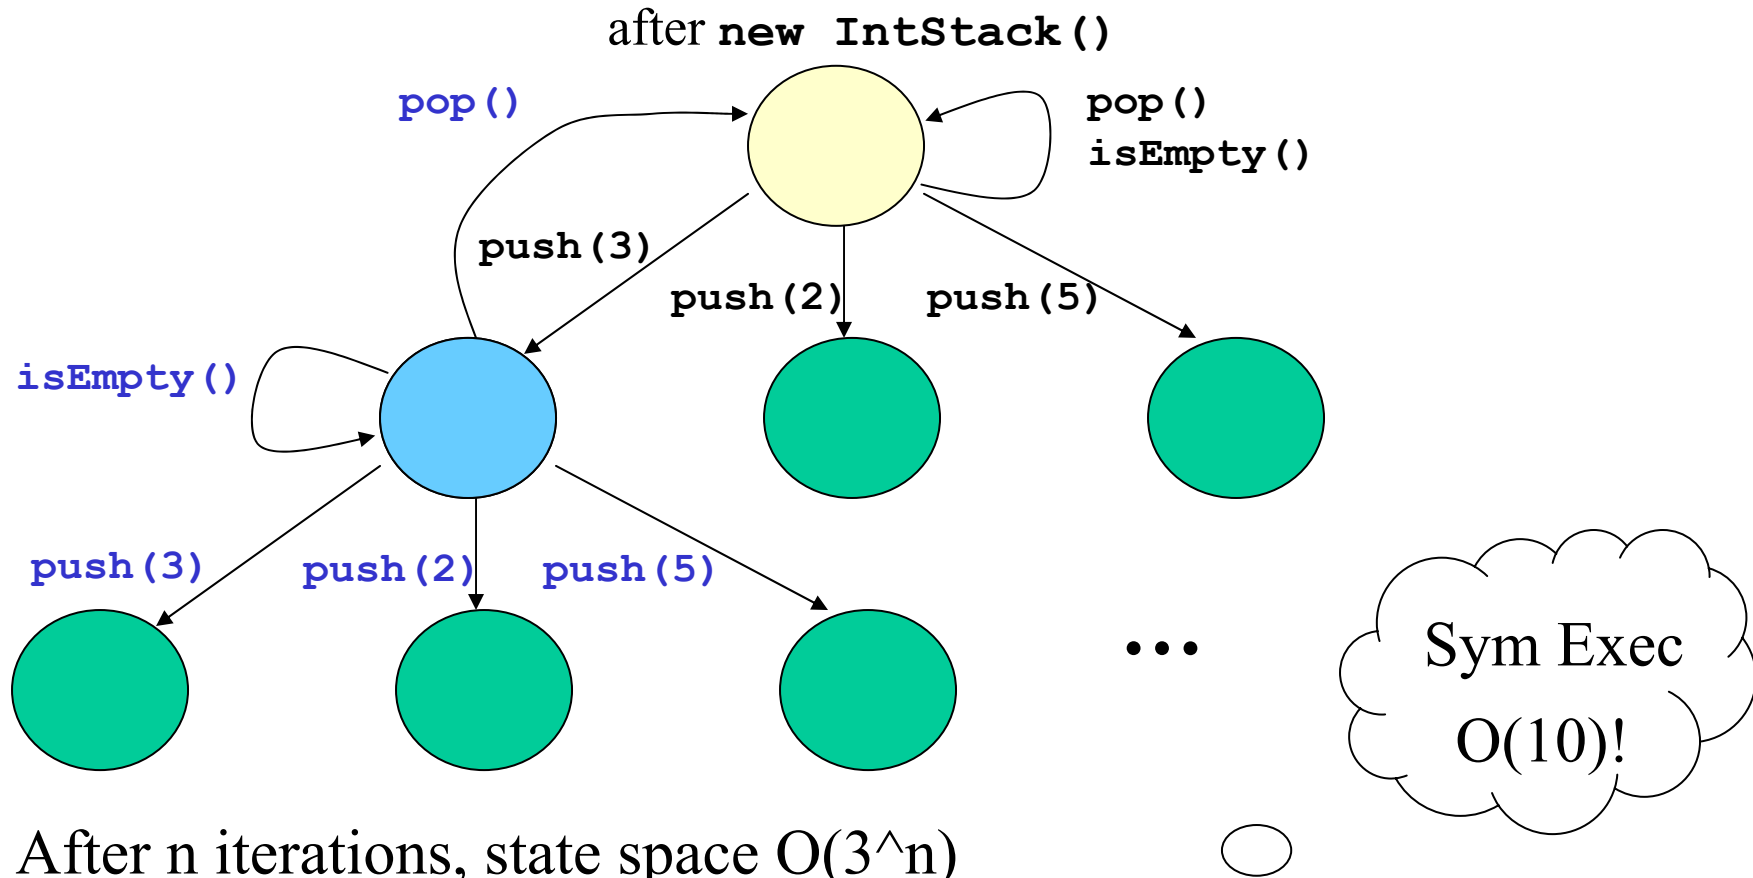 after new IntStack()
pop()
pop()
isEmpty()
push(3)
push(2)
push(5)
isEmpty()
push(3)
push(2)
push(5)
...
Sym Exec
O(10)!
After n iterations, state space O(3^n)